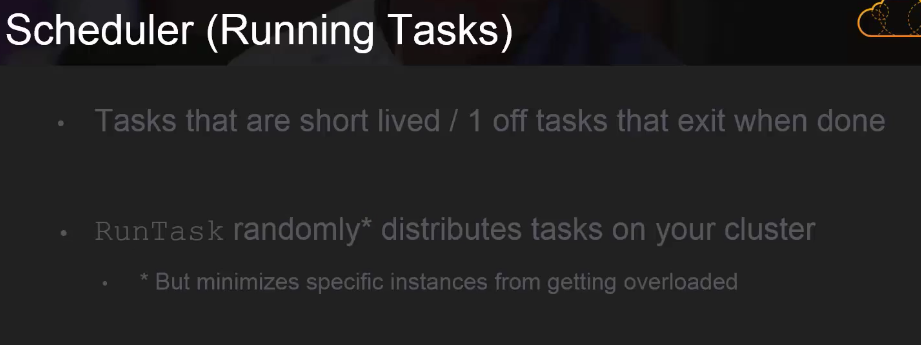 Scheduler (Running Tasks)
• Tasks that are short lived / 1 off tasks that exit when done
• RunTask randomly* distributes tasks on your cluster
• * But minimizes specific instances from getting overloaded